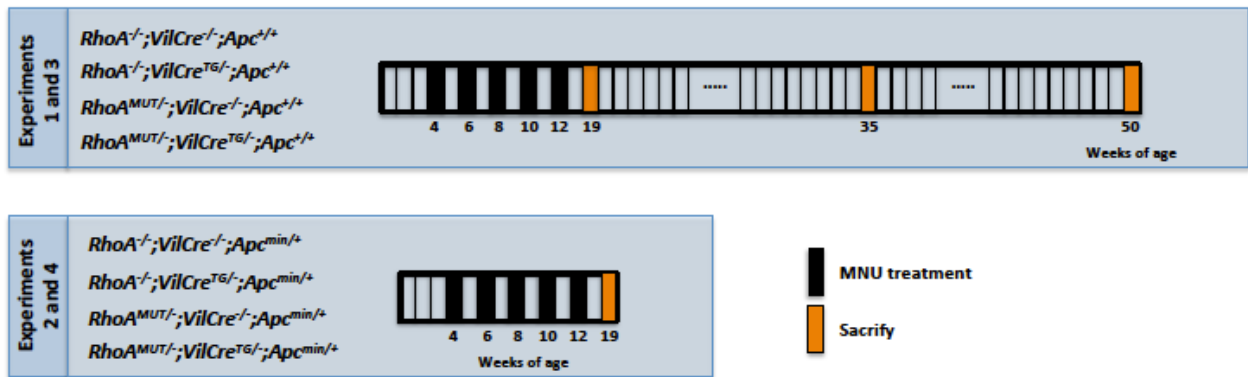 Experiments
1 and 3
RhoA-/-;VilCre-/-;Apc+/+
RhoA-/-;VilCreTG/-;Apc+/+
RhoAMUT/-;VilCre-/-;Apc+/+
RhoAMUT/-;VilCreTG/-;Apc+/+
..... .....
4 6 8 10 12 19 35 50
Weeks of age
Experiments
2 and 4
RhoA-/-;VilCre-/-;Apcmin/+
RhoA-/-;VilCreTG/-;Apcmin/+
RhoAMUT/-;VilCre-/-;Apcmin/+
RhoAMUT/-;VilCreTG/-;Apcmin/+
4 6 8 10 12 19
Weeks of age
MNU treatment
Sacrify